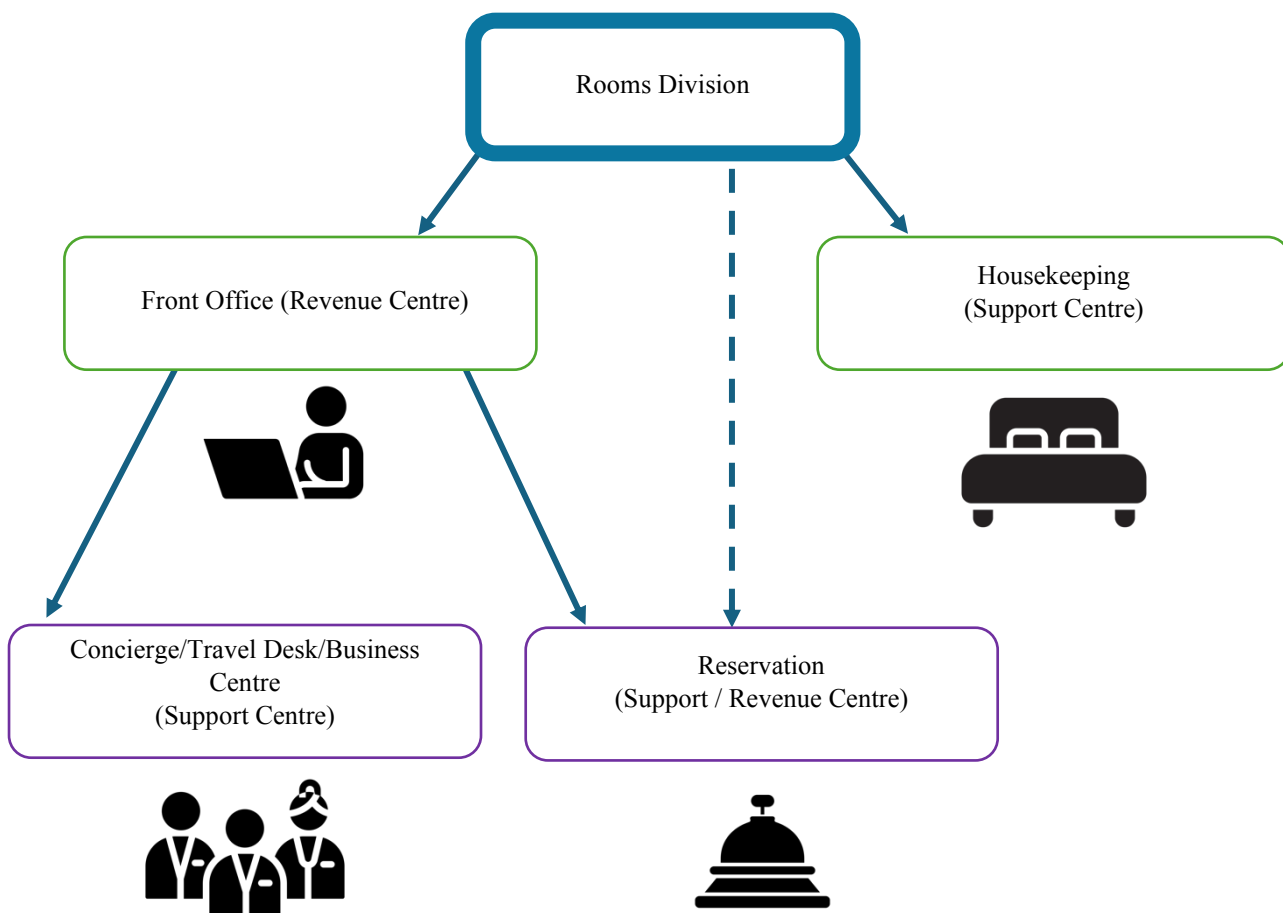 Rooms Division
Front Office (Revenue Centre)
Housekeeping
(Support Centre)
Concierge/Travel Desk/Business
Centre
(Support Centre)
Reservation
(Support / Revenue Centre)